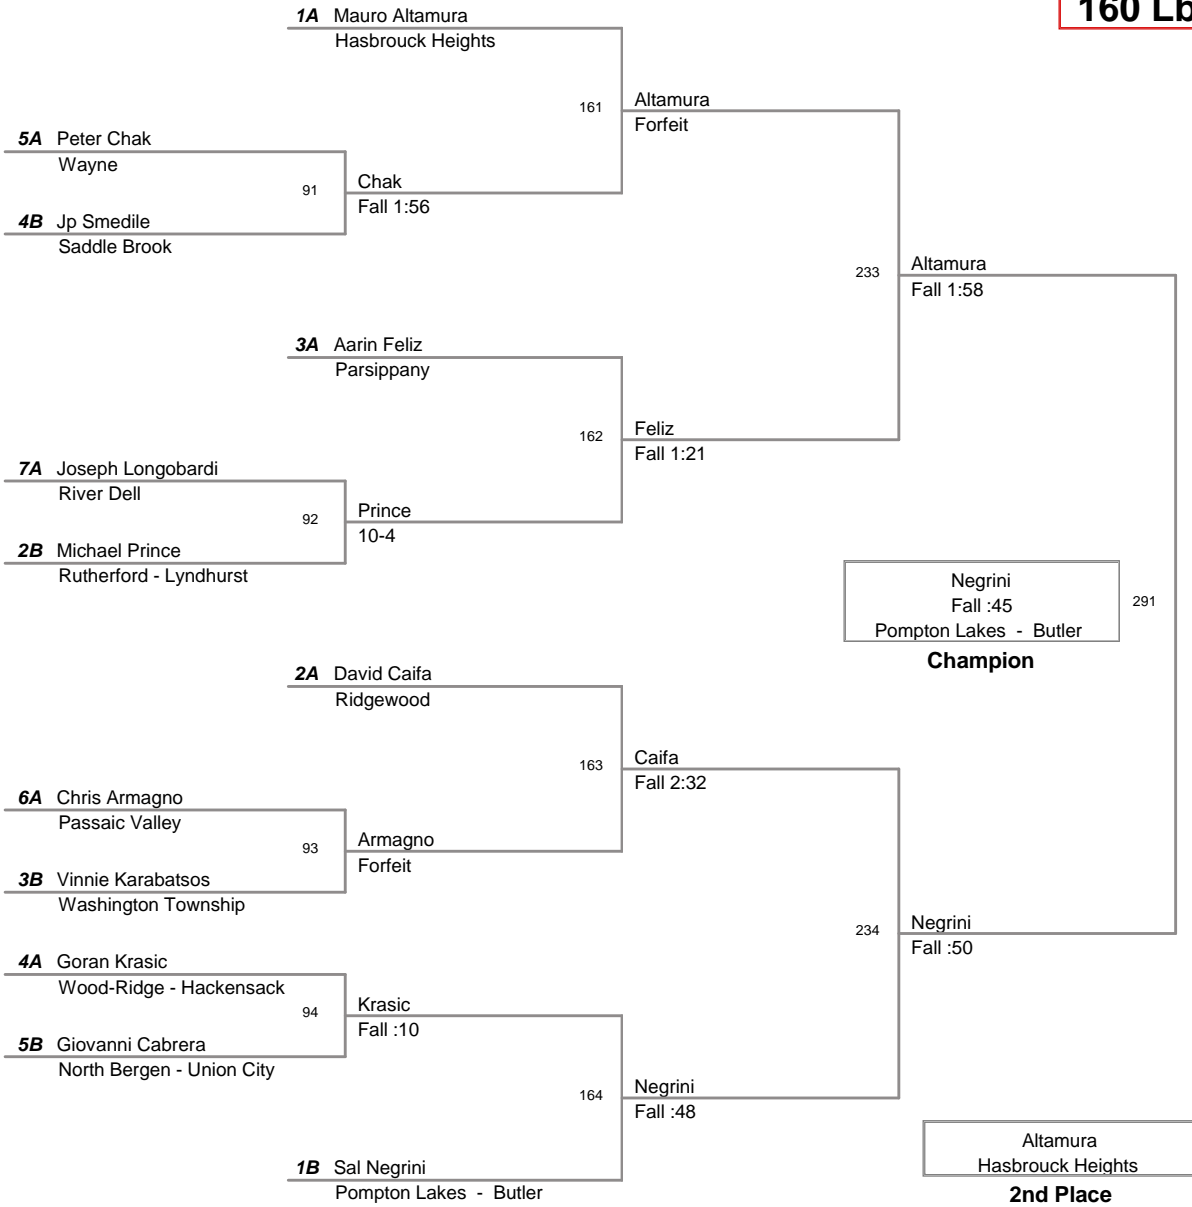 160 Lb
1A Mauro Altamura
Hasbrouck Heights
161
Altamura
Forfeit
5A Peter Chak
Wayne
91
Chak
Fall 1:56
4B Jp Smedile
Saddle Brook
233
Altamura
Fall 1:58
3A Aarin Feliz
Parsippany
162
Feliz
Fall 1:21
7A Joseph Longobardi
River Dell
92
Prince
10-4
2B Michael Prince
Rutherford - Lyndhurst
Negrini
Fall :45
Pompton Lakes - Butler
Champion
291
2A David Caifa
Ridgewood
163
Caifa
Fall 2:32
6A Chris Armagno
Passaic Valley
93
Armagno
Forfeit
3B Vinnie Karabatsos
Washington Township
234
Negrini
Fall :50
4A Goran Krasic
Wood-Ridge - Hackensack
94
Krasic
Fall :10
5B Giovanni Cabrera
North Bergen - Union City
164
Negrini
Fall :48
1B Sal Negrini
Pompton Lakes - Butler
Altamura
Hasbrouck Heights
2nd Place